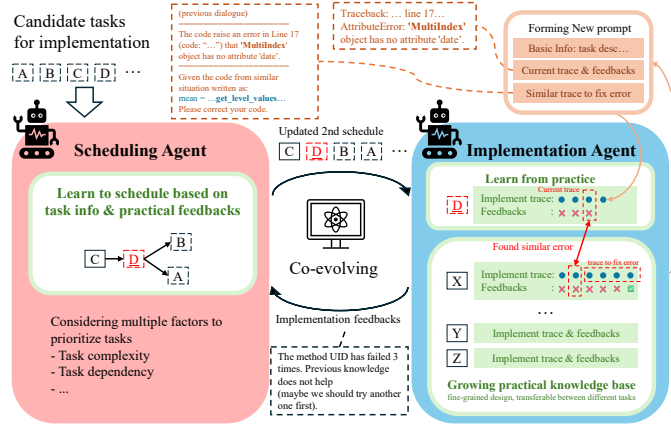 Candidate tasks
for implementation
A B C D ...
(previous dialogue)
The code raise an error in Line 17
(code: “…”) that 'MultiIndex'
object has no attribute 'date'.
Given the code from similar
situation written as:
mean = …get_level_values…
Please correct your code.
Traceback: … line 17…
AttributeError: 'MultiIndex'
object has no attribute 'date'.
Forming New prompt
Basic Info: task desc…
Current trace & feedbacks
Similar trace to fix error
...
Scheduling Agent
Learn to schedule based on
task info & practical feedbacks
C D B A
Considering multiple factors to
prioritize tasks
- Task complexity
- Task dependency
- ...
Updated 2nd schedule
C D B A ...
Co-evolving
Implementation feedbacks
The method UID has failed 3
times. Previous knowledge
does not help
(maybe we should try another
one first).
Implementation Agent
Learn from practice
Current trace
D
Implement trace:
Feedbacks :
Found similar error
trace to fix error
X
Implement trace:
Feedbacks :
...
Y Implement trace & feedbacks
Z Implement trace & feedbacks
Growing practical knowledge base
fine-grained design, transferable between different tasks